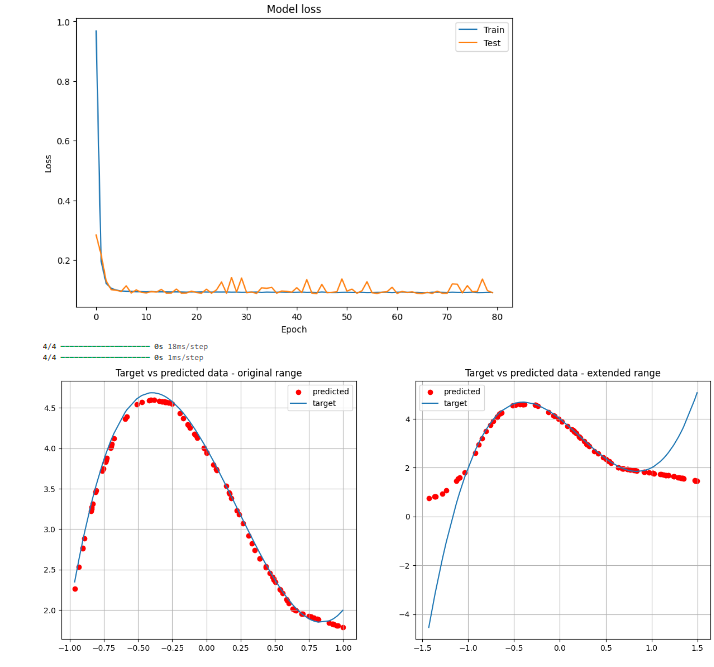 Model loss
1.0
0.8
0.6
0.4
0.2
Loss
Train
Test
0 10 20 30 40 50 60 70 80
Epoch
4/4 0s 18ms/step
4/4 0s 1ms/step
Target vs predicted data - original range
predicted
target
4.5
4.0
3.5
3.0
2.5
2.0
−1.00 −0.75 −0.50 −0.25 0.00 0.25 0.50 0.75 1.00
Target vs predicted data - extended range
predicted
target
4
2
0
−2
−4
−1.5 −1.0 −0.5 0.0 0.5 1.0 1.5